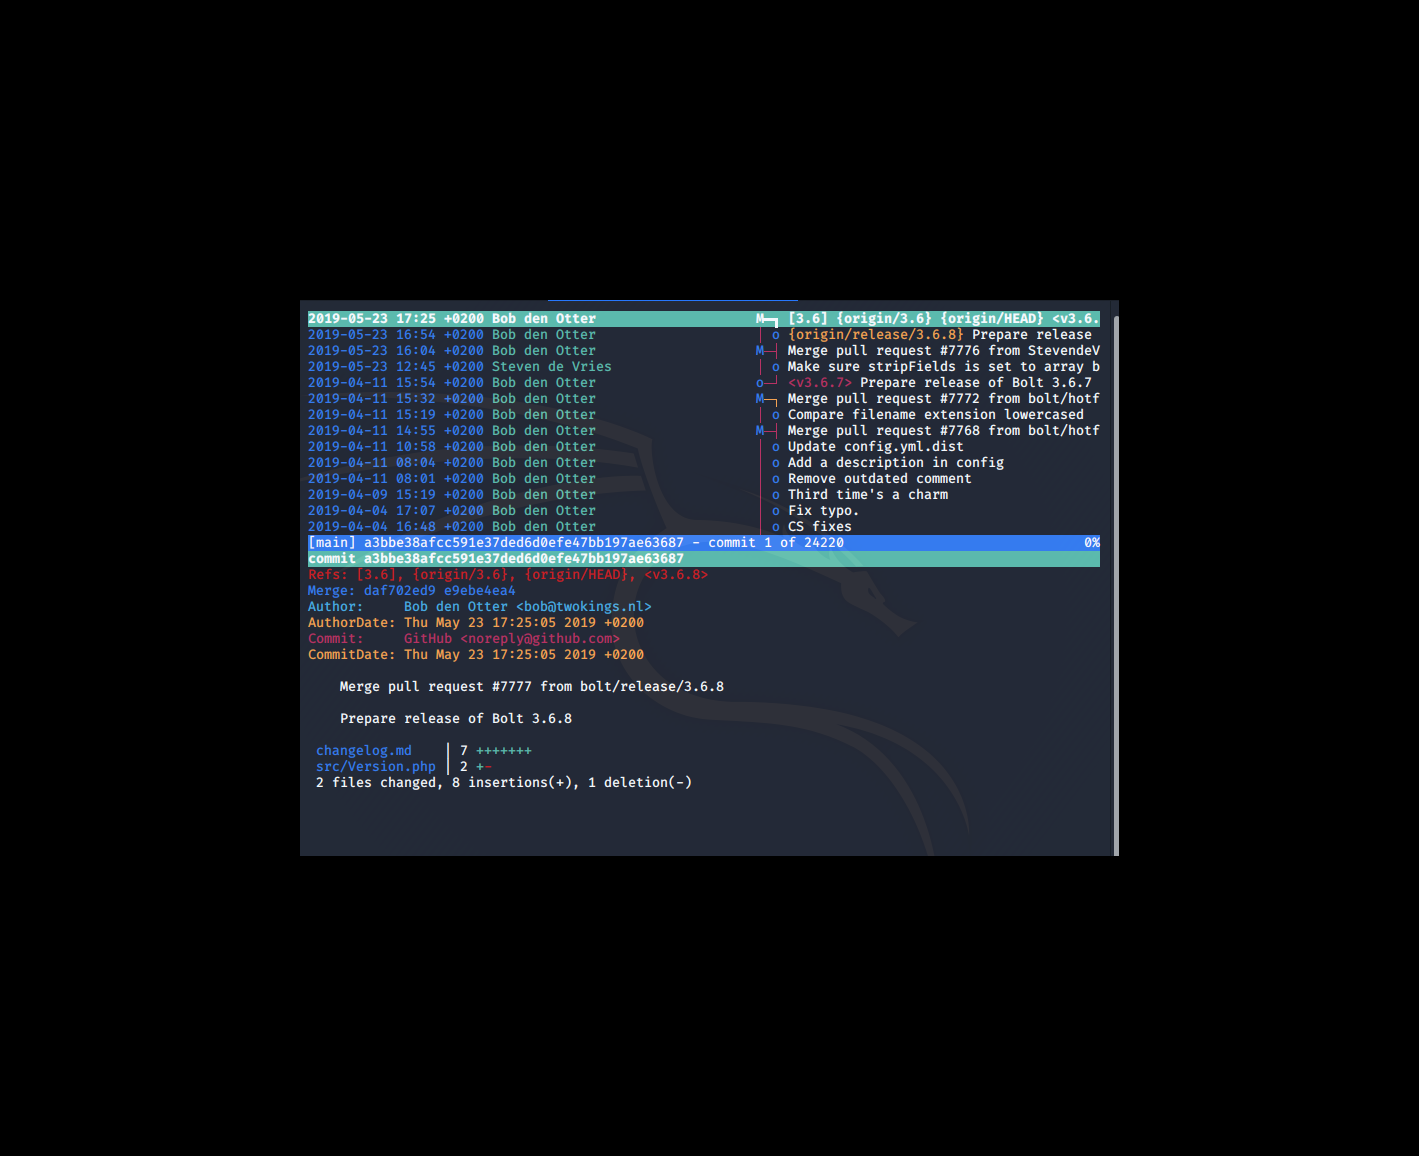 2019-05-23 17:25 +0200 Bob den Otter M [3.6] {origin/3.6} {origin/HEAD} <v3.6.
2019-05-23 16:54 +0200 Bob den Otter o {origin/release/3.6.8} Prepare release
2019-05-23 16:04 +0200 Bob den Otter M Merge pull request #7776 from StevendeV
2019-05-23 12:45 +0200 Steven de Vries o Make sure stripFields is set to array b
2019-04-11 15:54 +0200 Bob den Otter o <v3.6.7> Prepare release of Bolt 3.6.7
2019-04-11 15:32 +0200 Bob den Otter M Merge pull request #7772 from bolt/hotf
2019-04-11 15:19 +0200 Bob den Otter o Compare filename extension lowercased
2019-04-11 14:55 +0200 Bob den Otter M Merge pull request #7768 from bolt/hotf
2019-04-11 10:58 +0200 Bob den Otter o Update config.yml.dist
2019-04-11 08:04 +0200 Bob den Otter o Add a description in config
2019-04-11 08:01 +0200 Bob den Otter o Remove outdated comment
2019-04-09 15:19 +0200 Bob den Otter o Third time's a charm
2019-04-04 17:07 +0200 Bob den Otter o Fix typo.
2019-04-04 16:48 +0200 Bob den Otter o CS fixes
[main] a3bbe38afcc591e37ded6d0efe47bb197ae63687 - commit 1 of 24220 0%
commit a3bbe38afcc591e37ded6d0efe47bb197ae63687
Refs: [3.6], {origin/3.6}, {origin/HEAD}, <v3.6.8>
Merge: daf702ed9 e9ebe4ea4
Author: Bob den Otter <bob@twokings.nl>
AuthorDate: Thu May 23 17:25:05 2019 +0200
Commit: GitHub <noreply@github.com>
CommitDate: Thu May 23 17:25:05 2019 +0200
Merge pull request #7777 from bolt/release/3.6.8
Prepare release of Bolt 3.6.8
changelog.md | 7 +++++++
src/Version.php | 2 +-
2 files changed, 8 insertions(+), 1 deletion(-)